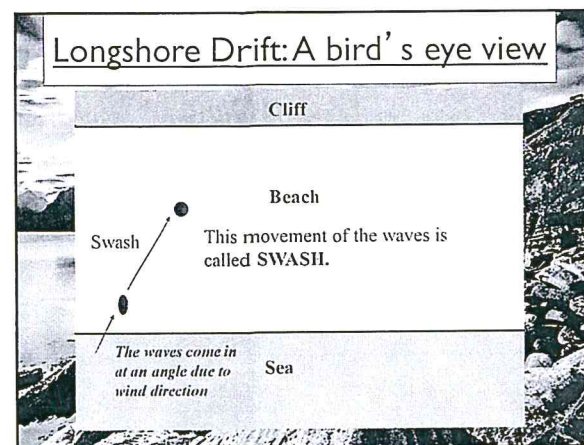 Longshore Drift: A bird's eye view
Cliff
Beach
Swash
This movement of the waves is
called SWASH.
The waves come in
at an angle due to
wind direction
Sea